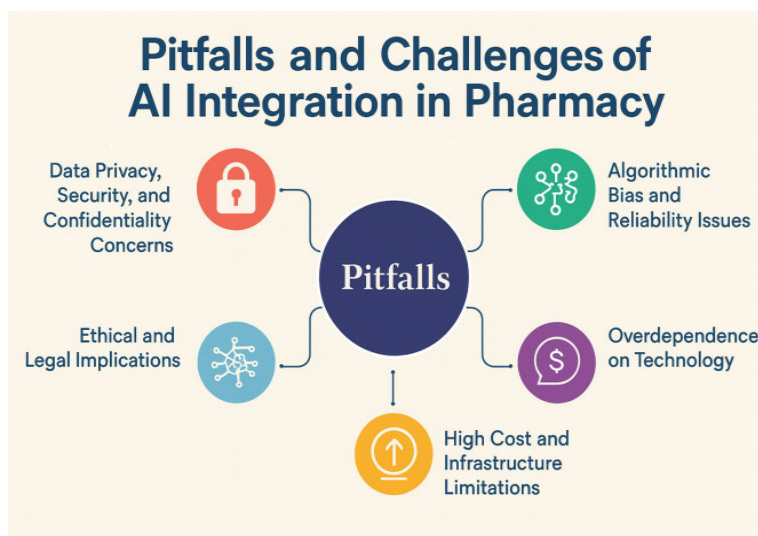 Pitfalls and Challenges of
AI Integration in Pharmacy
Data Privacy,
Security, and
Confidentiality
Concerns
Algorithmic
Bias and
Reliability Issues
Pitfalls
Ethical and
Legal Implications
Overdependence
on Technology
$
High Cost and
Infrastructure
Limitations